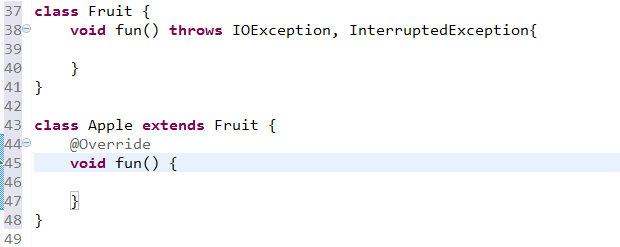 37 class Fruit {
38     void fun() throws IOException, InterruptedException{
39
40     }
41 }
42
43 class Apple extends Fruit {
44     @Override
45     void fun() {
46
47     }
48 }
49